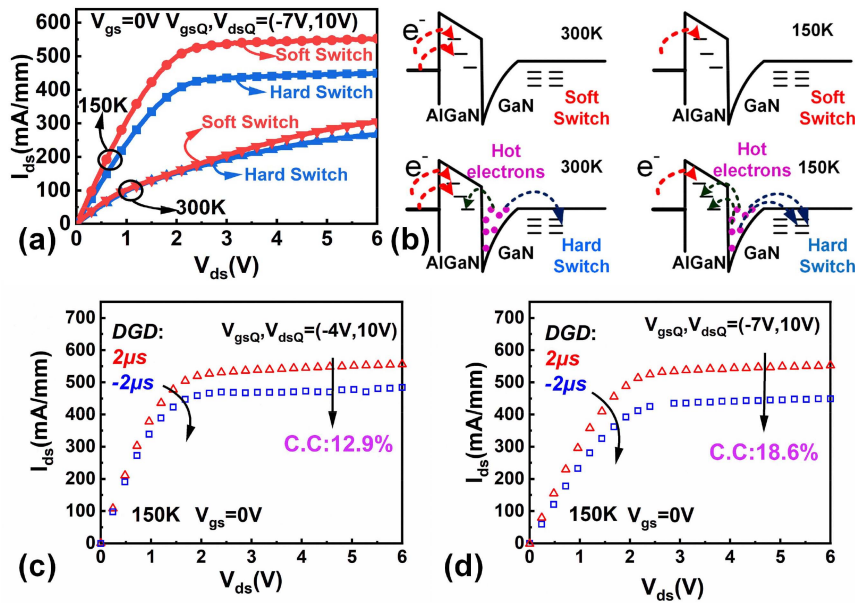 V_gs=0V V_gsQ,V_dsQ=(-7V,10V)
600
500
400
300
200
100
0
I_ds(mA/mm)
Soft Switch
Hard Switch
150K
Soft Switch
Hard Switch
300K
(a)
0 1 2 3 4 5 6
V_ds(V)
e-
300K
AlGaN GaN
Soft
Switch
150K
AlGaN GaN
Soft
Switch
e-
Hot
electrons
300K
AlGaN GaN
Hard
Switch
e-
Hot
electrons
150K
AlGaN GaN
Hard
Switch
(b)
700
600
500
400
300
200
100
0
I_ds(mA/mm)
DGD:
2μs
-2μs
V_gsQ,V_dsQ=(-4V,10V)
C.C:12.9%
150K V_gs=0V
(c)
0 1 2 3 4 5 6
V_ds(V)
700
600
500
400
300
200
100
0
I_ds(mA/mm)
DGD:
2μs
-2μs
V_gsQ,V_dsQ=(-7V,10V)
C.C:18.6%
150K V_gs=0V
(d)
0 1 2 3 4 5 6
V_ds(V)